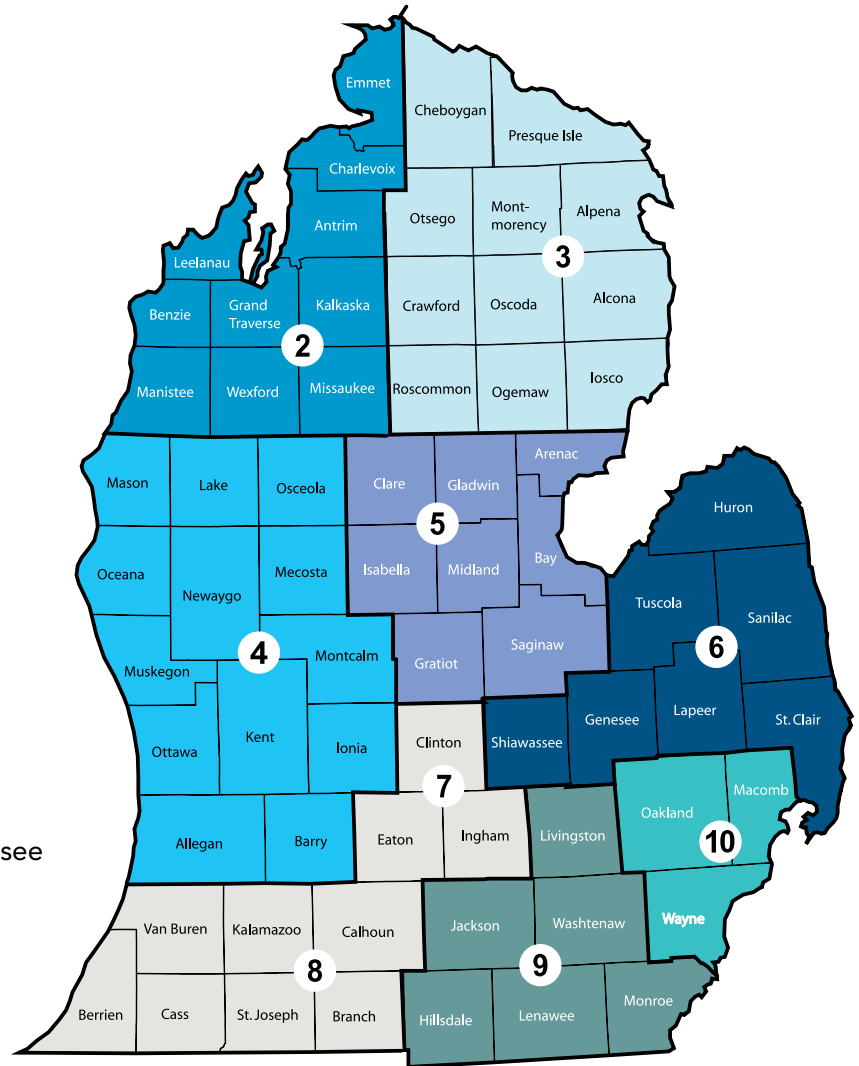 Emmet
Cheboygan
Presque Isle
Charlevoix
Antrim
Otsego
Mont-
morency
Alpena
Leelanau
3
Benzie
Grand
Traverse
Kalkaska
Crawford
Oscoda
Alcona
2
Manistee
Wexford
Missaukee
Roscommon
Ogemaw
Iosco
Mason
Lake
Osceola
Clare
Gladwin
Arenac
5
Huron
Oceana
Newaygo
Mecosta
Isabella
Midland
Bay
Tuscola
Sanilac
4
6
Muskegon
Montcalm
Gratiot
Saginaw
Ottawa
Kent
Ionia
Clinton
Shiawassee
Genesee
Lapeer
St. Clair
7
Allegan
Barry
Eaton
Ingham
Livingston
Oakland
Macomb
10
see
Van Buren
Kalamazoo
Calhoun
Jackson
Washtenaw
Wayne
8
9
Berrien
Cass
St. Joseph
Branch
Hillsdale
Lenawee
Monroe